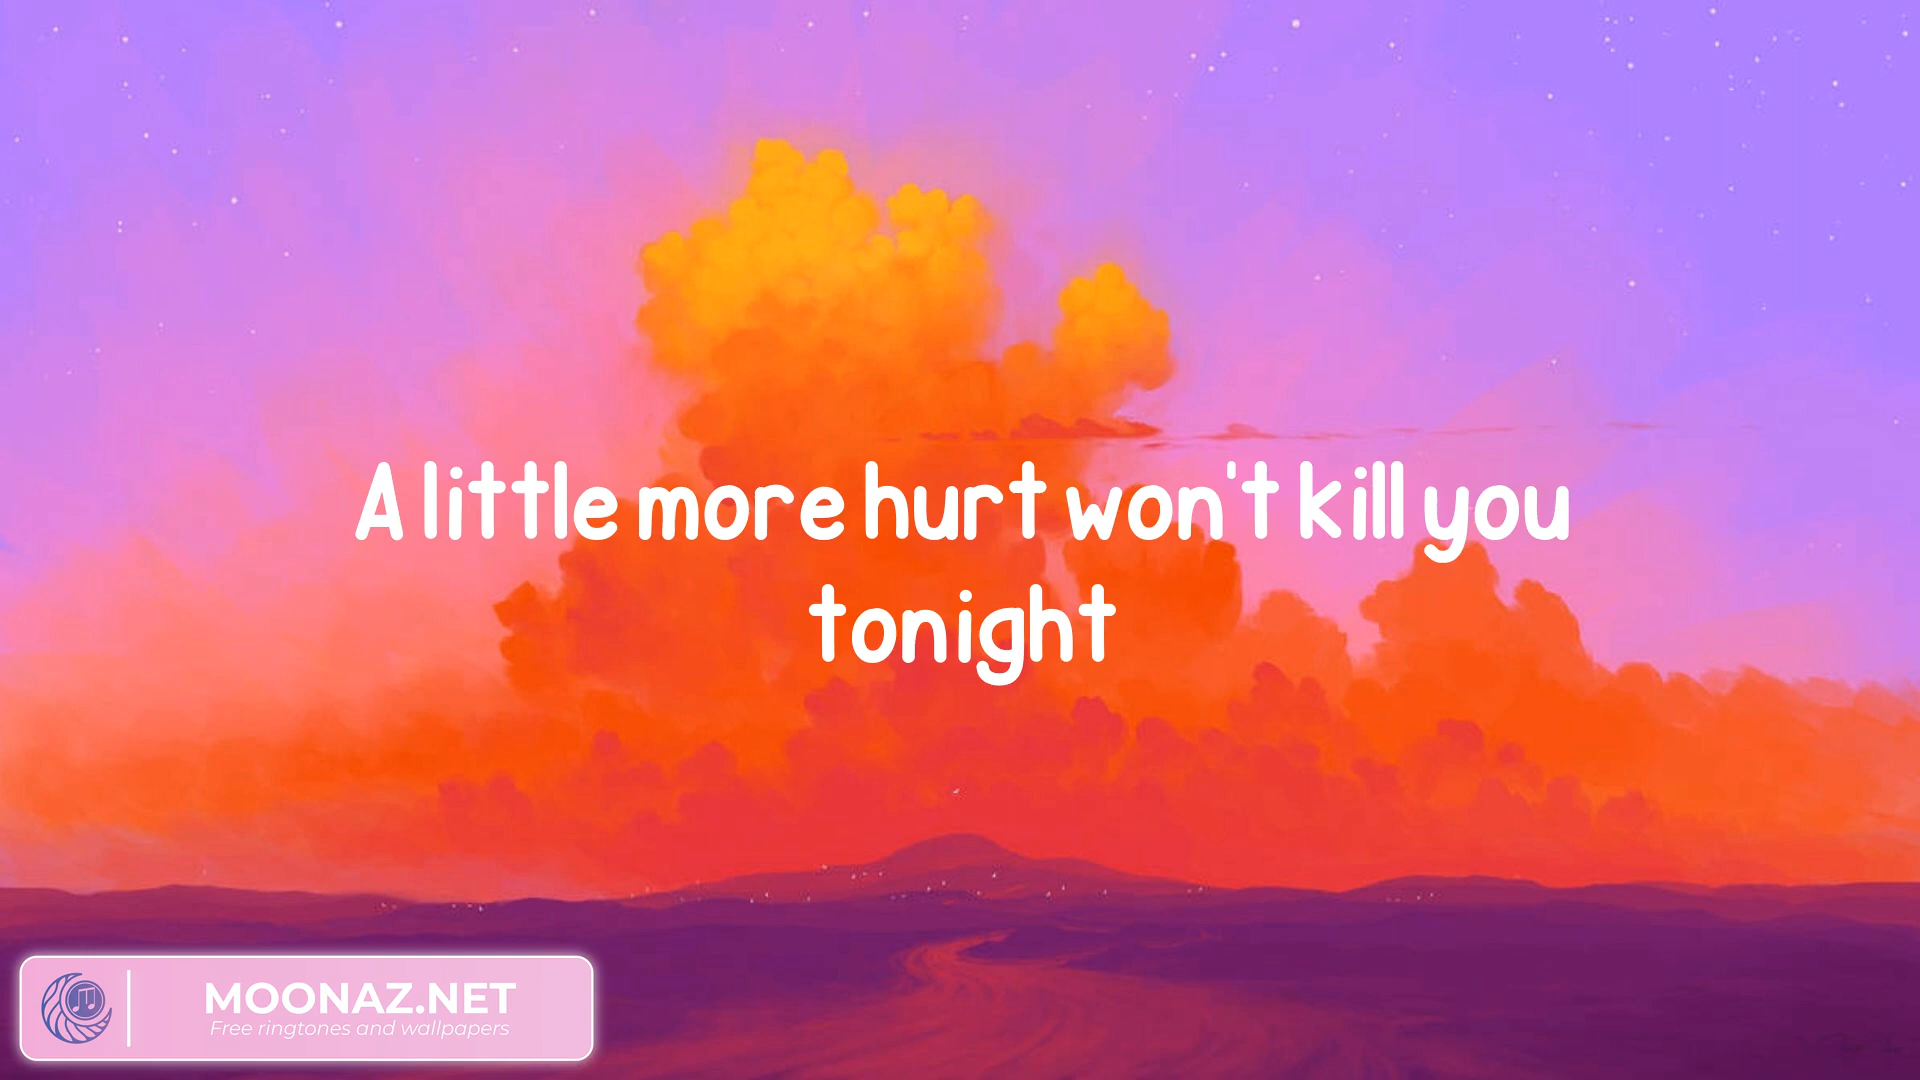 A little more hurt won't kill you
tonight
MOONAZ.NET
Free ringtones and wallpapers